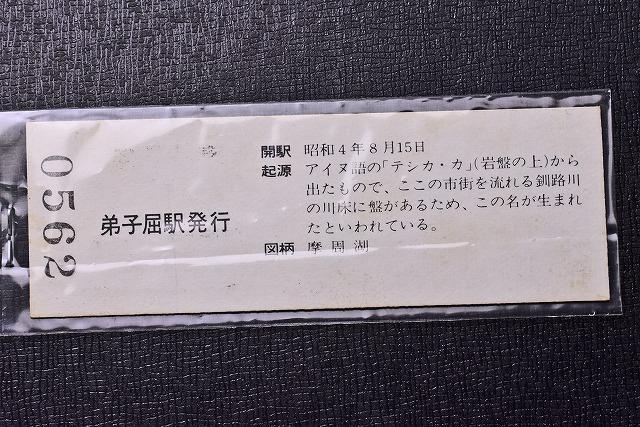 0562
弟子屈駅発行
開駅 昭和4年8月15日
起源 アイヌ語の「テシカ・カ」(岩盤の上)から
出たもので、ここの市街を流れる釧路川
の川床に盤があるため、この名が生まれ
たといわれている。
図柄 摩周湖